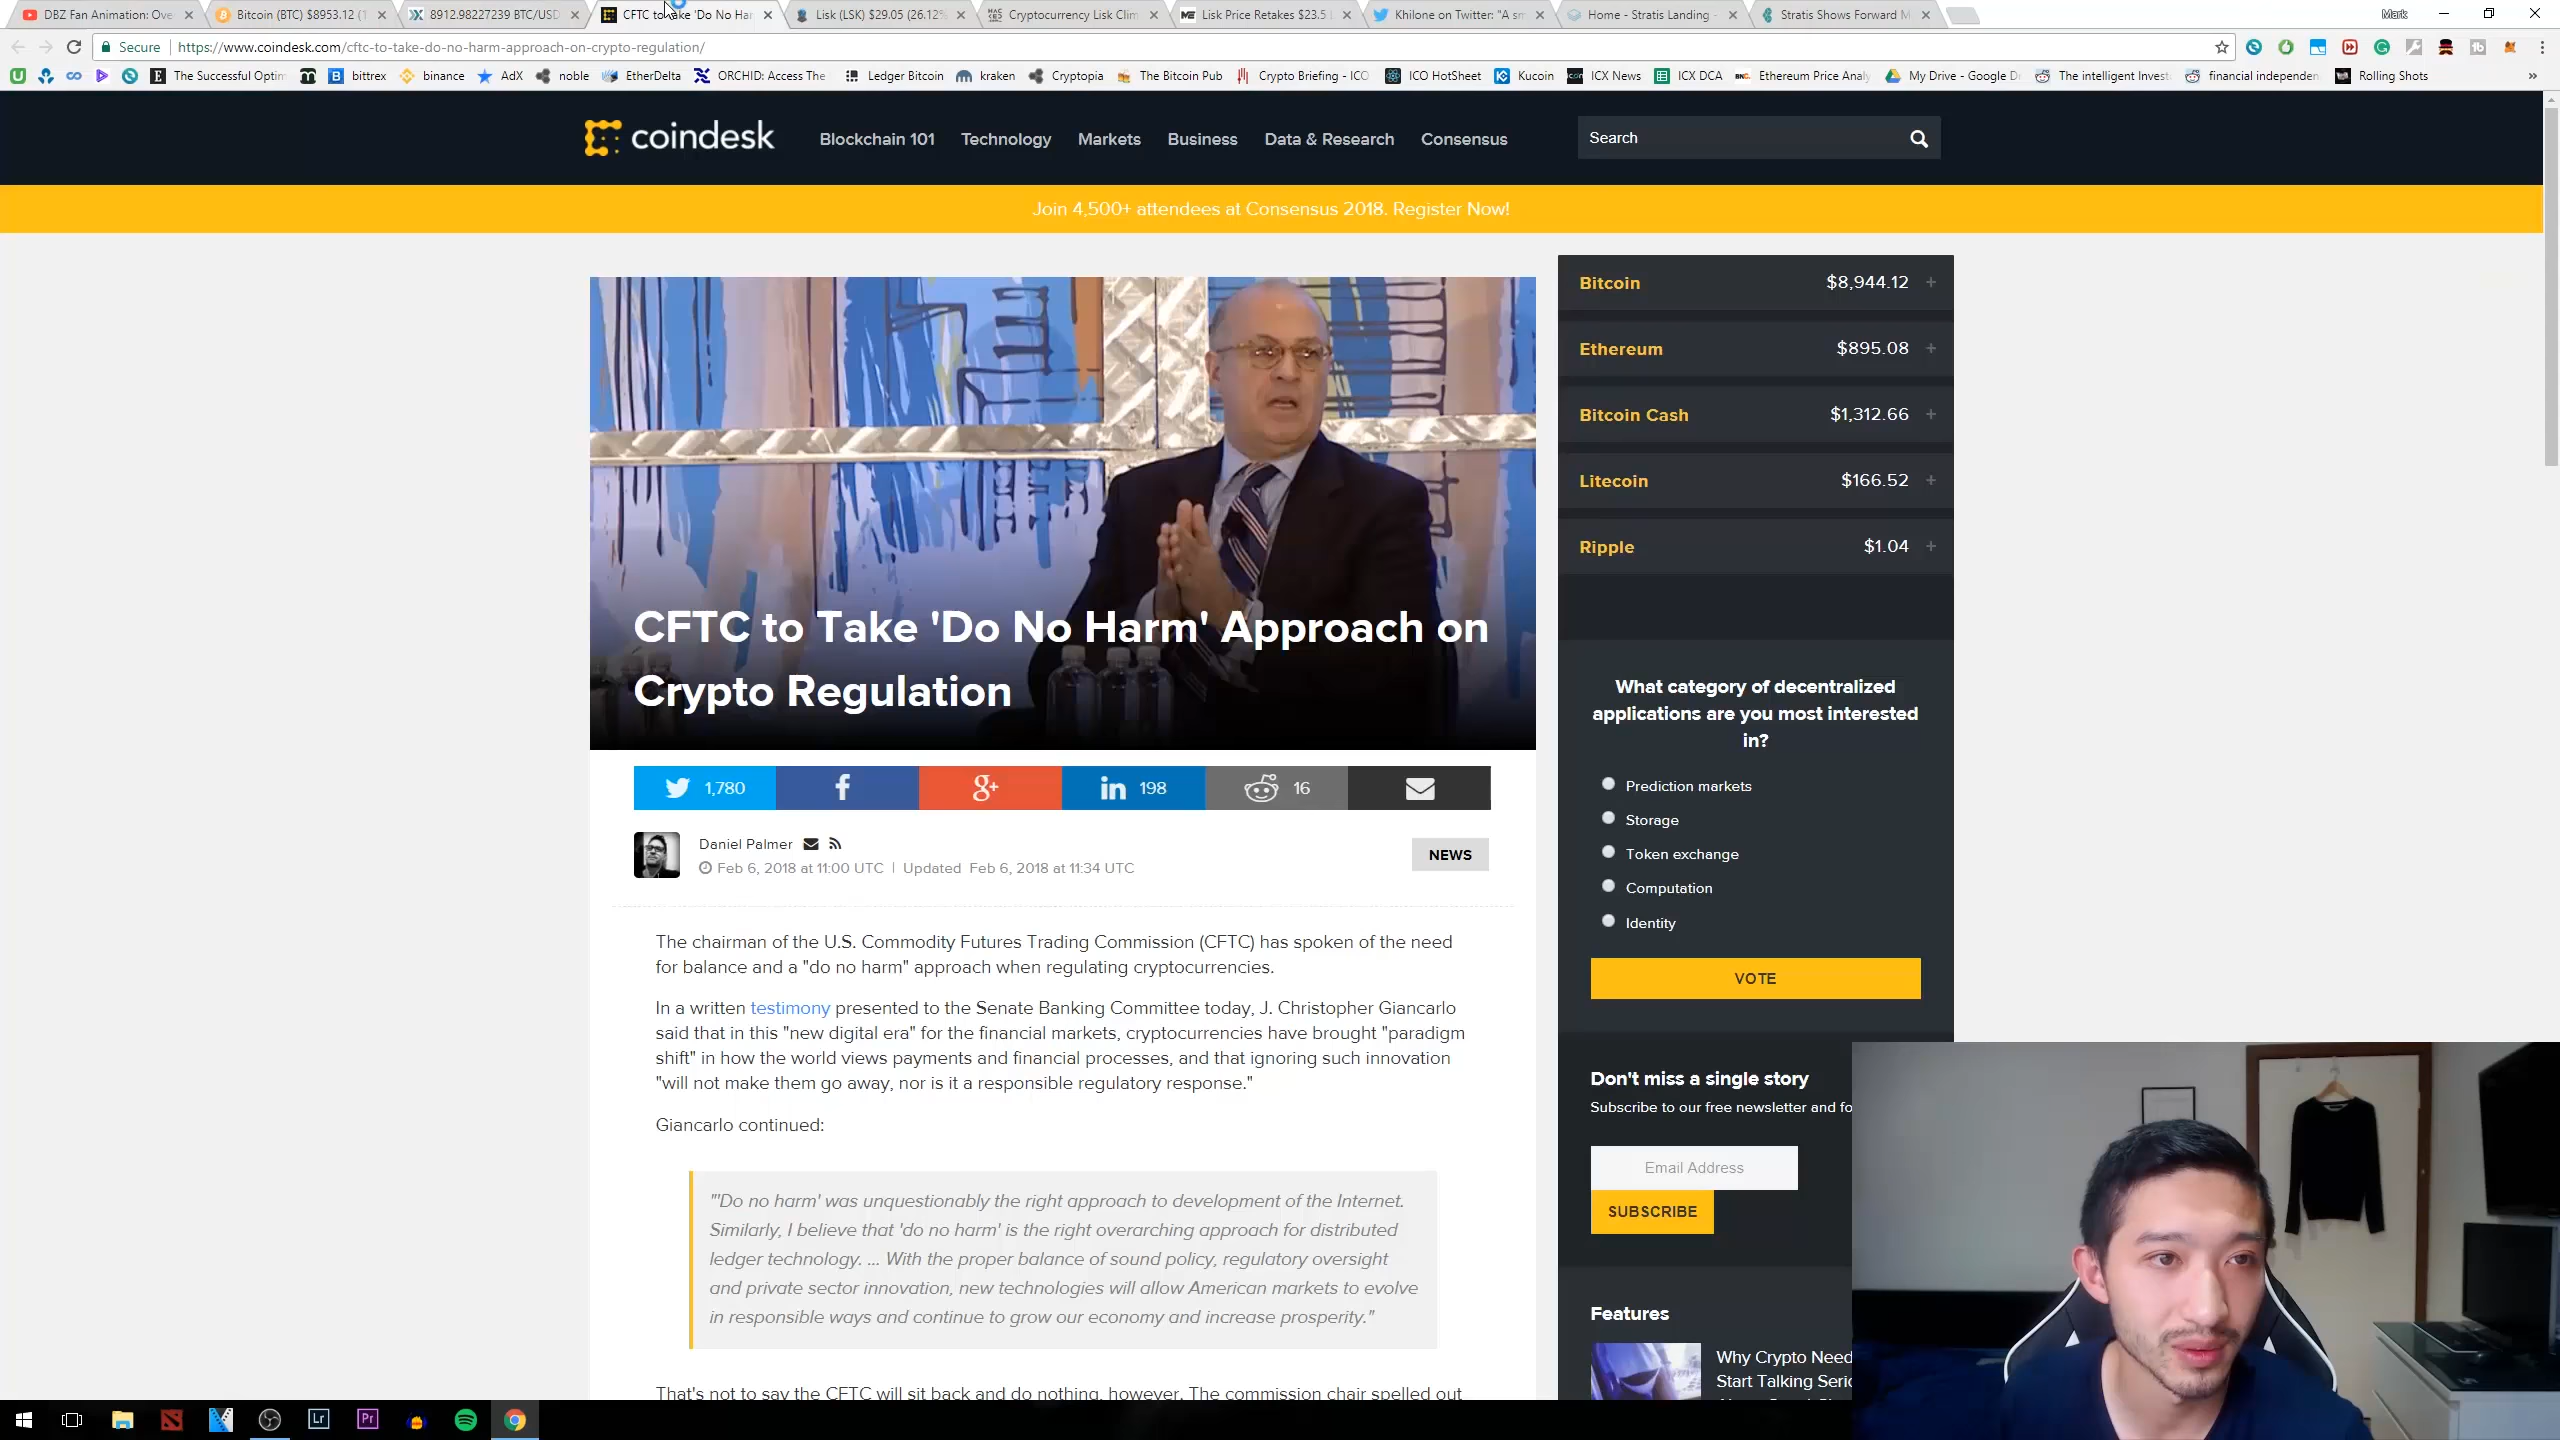 DBZ Fan Animation: Ove
Bitcoin (BTC) $8953.12 (1
8912.98227239 BTC/USD
CFTC to Take 'Do No Har
Lisk (LSK) $29.05 (26.12%
Cryptocurrency Lisk Clim
Lisk Price Retakes $23.5 L
Khilone on Twitter: "A sm
Home - Stratis Landing -
Stratis Shows Forward M
Mark
Secure
https://www.coindesk.com/cftc-to-take-do-no-harm-approach-on-crypto-regulation/
The Successful Optim
bittrex
binance
AdX
noble
EtherDelta
ORCHID: Access The
Ledger Bitcoin
kraken
Cryptopia
The Bitcoin Pub
Crypto Briefing - ICO
ICO HotSheet
Kucoin
ICX News
ICX DCA
Ethereum Price Analy
My Drive - Google D
The intelligent Invest
financial independen
Rolling Shots
coindesk
Blockchain 101
Technology
Markets
Business
Data & Research
Consensus
Search
Join 4,500+ attendees at Consensus 2018. Register Now!
CFTC to Take 'Do No Harm' Approach on
Crypto Regulation
1,780
f
g+
in 198
16
Daniel Palmer
Feb 6, 2018 at 11:00 UTC | Updated Feb 6, 2018 at 11:34 UTC
NEWS
The chairman of the U.S. Commodity Futures Trading Commission (CFTC) has spoken of the need
for balance and a "do no harm" approach when regulating cryptocurrencies.
In a written testimony presented to the Senate Banking Committee today, J. Christopher Giancarlo
said that in this "new digital era" for the financial markets, cryptocurrencies have brought "paradigm
shift" in how the world views payments and financial processes, and that ignoring such innovation
"will not make them go away, nor is it a responsible regulatory response."
Giancarlo continued:
"'Do no harm' was unquestionably the right approach to development of the Internet.
Similarly, I believe that 'do no harm' is the right overarching approach for distributed
ledger technology. ... With the proper balance of sound policy, regulatory oversight
and private sector innovation, new technologies will allow American markets to evolve
in responsible ways and continue to grow our economy and increase prosperity."
That's not to say the CFTC will sit back and do nothing, however. The commission chair spelled out
Bitcoin $8,944.12 +
Ethereum $895.08 +
Bitcoin Cash $1,312.66 +
Litecoin $166.52 +
Ripple $1.04 +
What category of decentralized
applications are you most interested
in?
Prediction markets
Storage
Token exchange
Computation
Identity
VOTE
Don't miss a single story
Subscribe to our free newsletter and fo
Email Address
SUBSCRIBE
Features
Why Crypto Need
Start Talking Serio
Lr
Pr